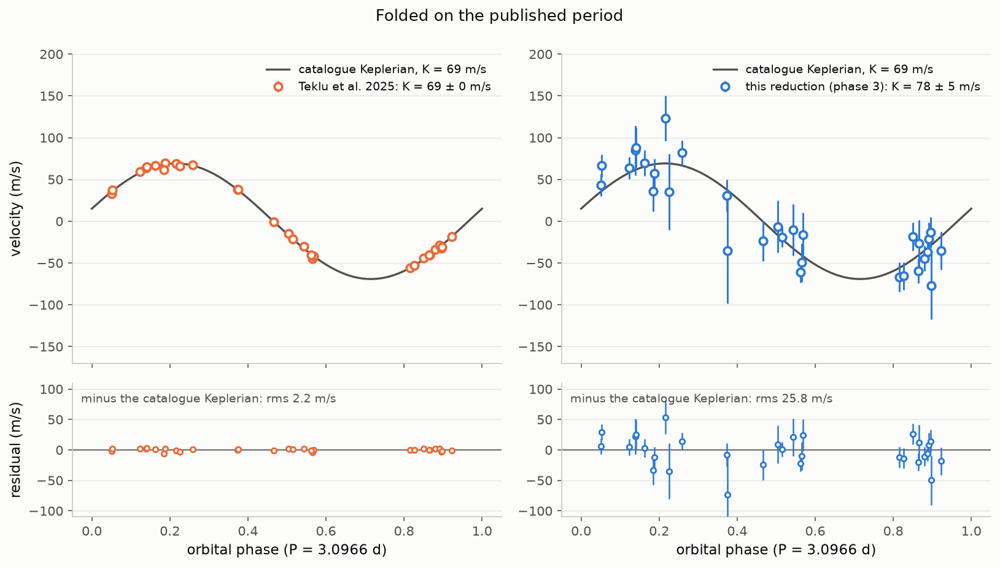 Folded on the published period
velocity (m/s)
200
150
100
50
0
−50
−100
−150
catalogue Keplerian, K = 69 m/s
Teklu et al. 2025: K = 69 ± 0 m/s
200
150
100
50
0
−50
−100
−150
catalogue Keplerian, K = 69 m/s
this reduction (phase 3): K = 78 ± 5 m/s
residual (m/s)
100
50
0
−50
−100
minus the catalogue Keplerian: rms 2.2 m/s
0.0 0.2 0.4 0.6 0.8 1.0
orbital phase (P = 3.0966 d)
100
50
0
−50
−100
minus the catalogue Keplerian: rms 25.8 m/s
0.0 0.2 0.4 0.6 0.8 1.0
orbital phase (P = 3.0966 d)